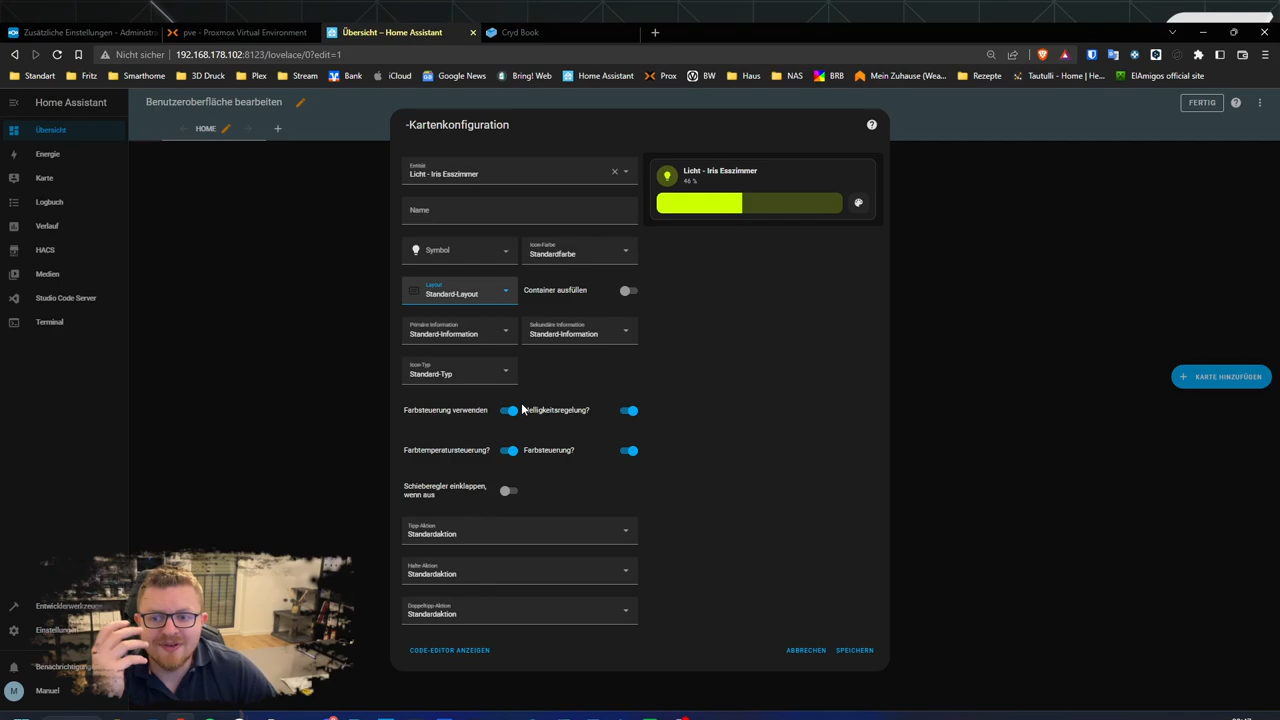 Zusätzliche Einstellungen - Administra
pve - Proxmox Virtual Environment
Übersicht – Home Assistant
Cryd Book
Nicht sicher
192.168.178.102:8123/lovelace/0?edit=1
Standart
Fritz
Smarthome
3D Druck
Plex
Stream
Bank
iCloud
Google News
Bring! Web
Home Assistant
Prox
BW
Haus
NAS
BRB
Mein Zuhause (Wea...
Rezepte
Tautulli - Home | He...
ElAmigos official site
Home Assistant
Benutzeroberfläche bearbeiten
FERTIG
HOME
Übersicht
Energie
Karte
Logbuch
Verlauf
HACS
Medien
Studio Code Server
Terminal
Entwicklerwerkzeuge
Einstellungen
Benachrichtigung
M
Manuel
-Kartenkonfiguration
Entität
Licht - Iris Esszimmer
Name
Symbol
Icon-Farbe
Standardfarbe
Layout
Standard-Layout
Container ausfüllen
Primäre Information
Standard-Information
Sekundäre Information
Standard-Information
Icon-Typ
Standard-Typ
Farbsteuerung verwenden
elligkeitsregelung?
Farbtemperatursteuerung?
Farbsteuerung?
Schieberegler einklappen,
wenn aus
Tipp-Aktion
Standardaktion
Halte-Aktion
Standardaktion
Doppeltipp-Aktion
Standardaktion
CODE-EDITOR ANZEIGEN
ABBRECHEN
SPEICHERN
Licht - Iris Esszimmer
46 %
KARTE HINZUFÜGEN